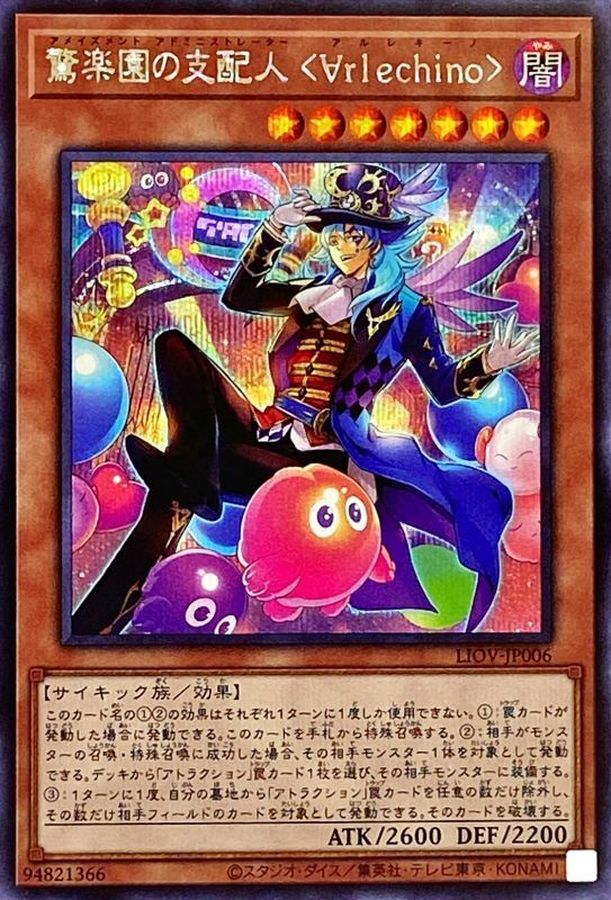 アメイズメント アドミニストレーター アルレキーノ
驚楽園の支配人 <∀rlechino>
やみ
闇
LIOV-JP006
【サイキック族/効果】
このカード名の①②の効果はそれぞれ1ターンに1度しか使用できない。①:罠カードが
発動した場合に発動できる。このカードを手札から特殊召喚する。②:相手がモンス
ターの召喚・特殊召喚に成功した場合、その相手モンスター1体を対象として発動
できる。デッキから「アトラクション」罠カード1枚を選び、その相手モンスターに装備する。
③:1ターンに1度、自分の墓地から「アトラクション」罠カードを任意の数だけ除外し、
その数だけ相手フィールドのカードを対象として発動できる。そのカードを破壊する。
ATK/2600 DEF/2200
94821366 ©スタジオ・ダイス/集英社・テレビ東京・KONAMI